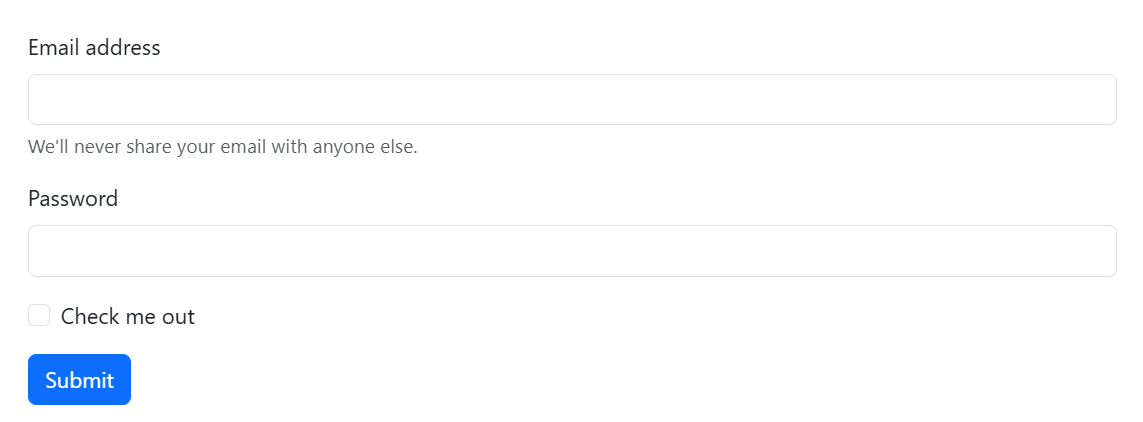 Email address
We'll never share your email with anyone else.
Password
Check me out
Submit